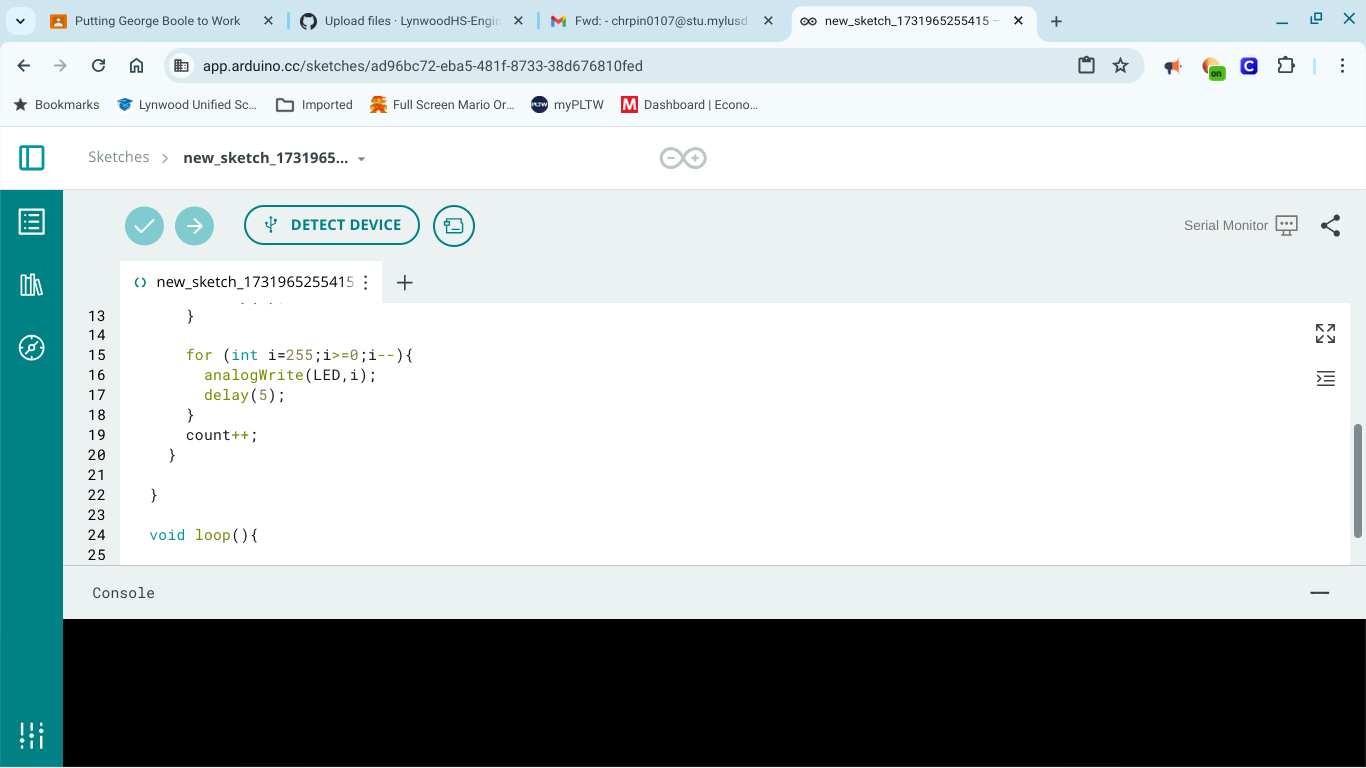 Putting George Boole to Work
Upload files · LynwoodHS-Engin
Fwd: - chrpin0107@stu.mylusd
new_sketch_1731965255415 –
app.arduino.cc/sketches/ad96bc72-eba5-481f-8733-38d676810fed
on
C
Bookmarks
Lynwood Unified Sc...
Imported
Full Screen Mario Or...
PLTW
myPLTW
M
Dashboard | Econo...
Sketches
new_sketch_1731965...
DETECT DEVICE
Serial Monitor
new_sketch_1731965255415
13 }
14
15 for (int i=255;i>=0;i--){
16 analogWrite(LED,i);
17 delay(5);
18 }
19 count++;
20 }
21
22 }
23
24 void loop(){
25
Console